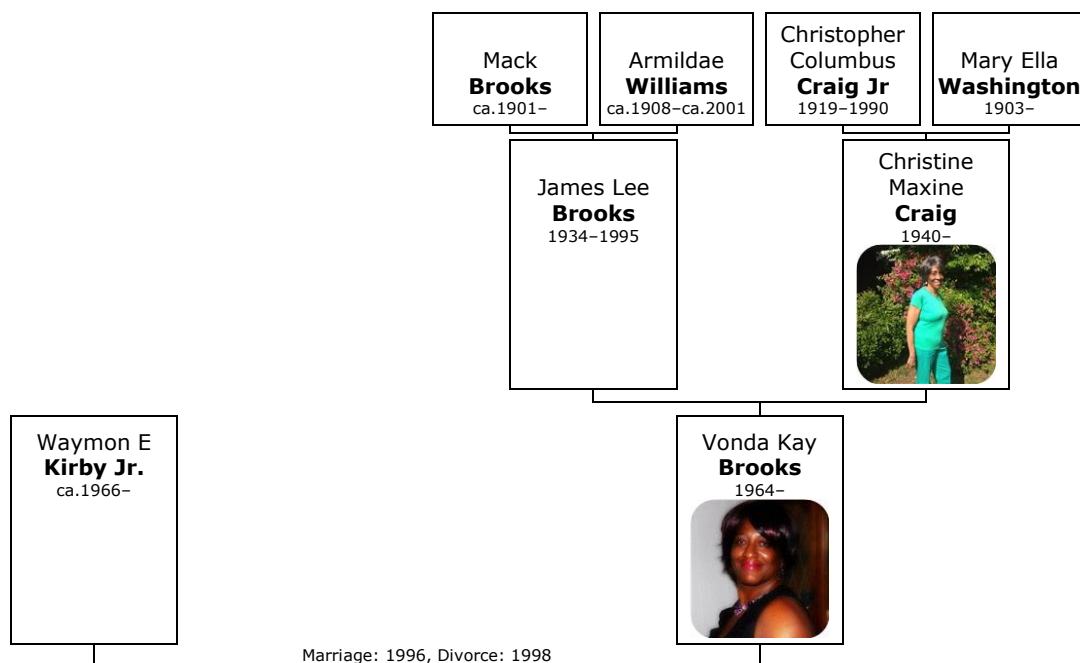 Mack
Brooks
ca.1901–
Armildae
Williams
ca.1908–ca.2001
Christopher
Columbus
Craig Jr
1919–1990
Mary Ella
Washington
1903–
James Lee
Brooks
1934–1995
Christine
Maxine
Craig
1940–
Waymon E
Kirby Jr.
ca.1966–
Vonda Kay
Brooks
1964–
Marriage: 1996, Divorce: 1998